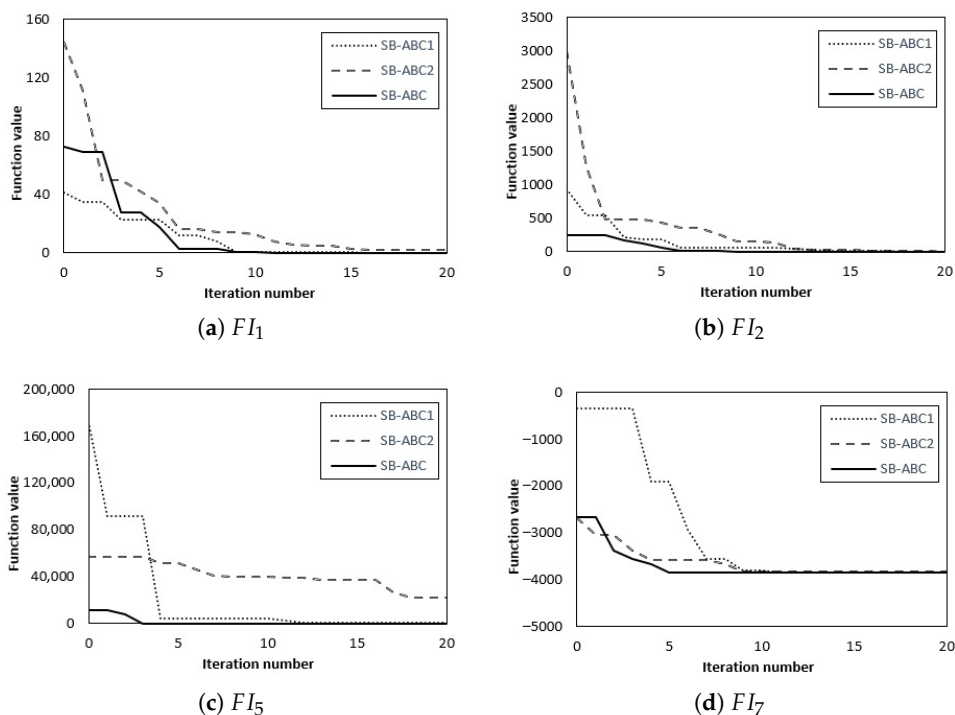 160
120
80
40
0
Function value
SB-ABC1
SB-ABC2
SB-ABC
0 5 10 15 20
Iteration number
(a) FI1
3500
3000
2500
2000
1500
1000
500
0
Function value
SB-ABC1
SB-ABC2
SB-ABC
0 5 10 15 20
Iteration number
(b) FI2
200,000
160,000
120,000
80,000
40,000
0
Function value
SB-ABC1
SB-ABC2
SB-ABC
0 5 10 15 20
Iteration number
(c) FI5
0
−1000
−2000
−3000
−4000
−5000
Function value
SB-ABC1
SB-ABC2
SB-ABC
0 5 10 15 20
Iteration number
(d) FI7